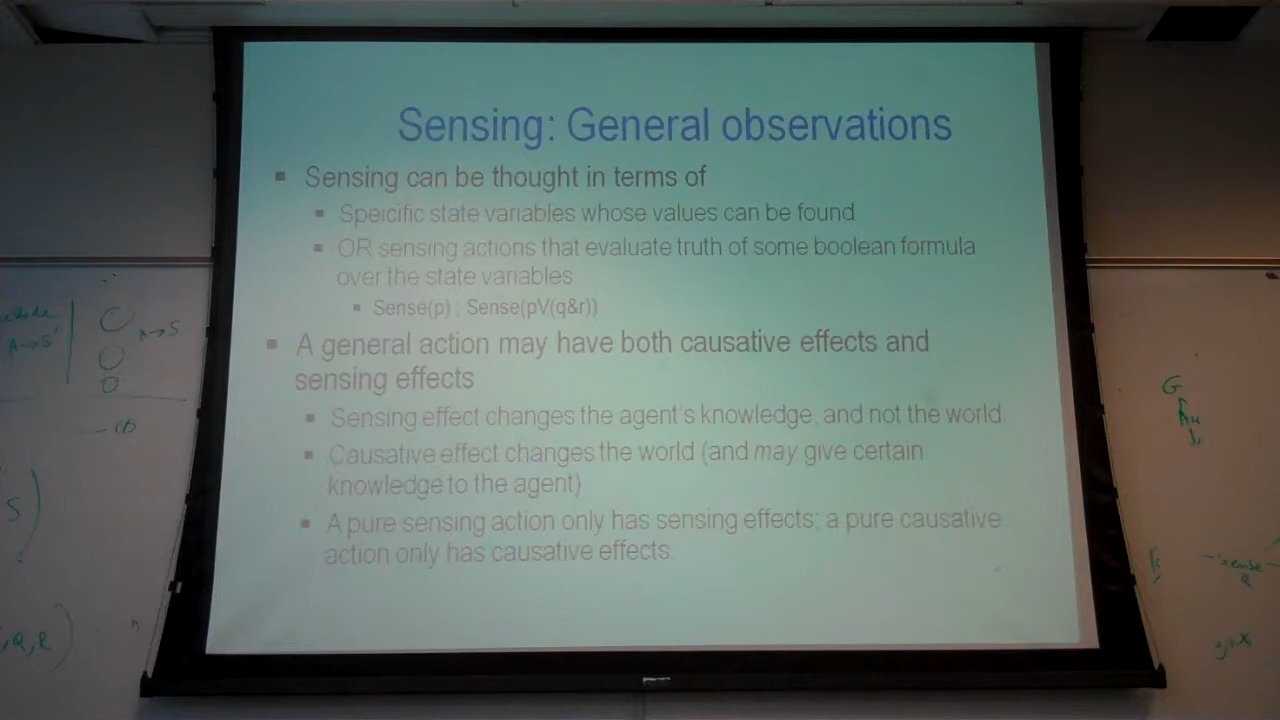 Sensing: General observations
Sensing can be thought in terms of
Speicific state variables whose values can be found
OR sensing actions that evaluate truth of some boolean formula
over the state variables
Sense(p) ; Sense(pV(q&r))
A general action may have both causative effects and
sensing effects
Sensing effect changes the agent's knowledge, and not the world
Causative effect changes the world (and may give certain
knowledge to the agent)
A pure sensing action only has sensing effects; a pure causative
action only has causative effects
A→S'
A→S
S
Q, R
G
sense